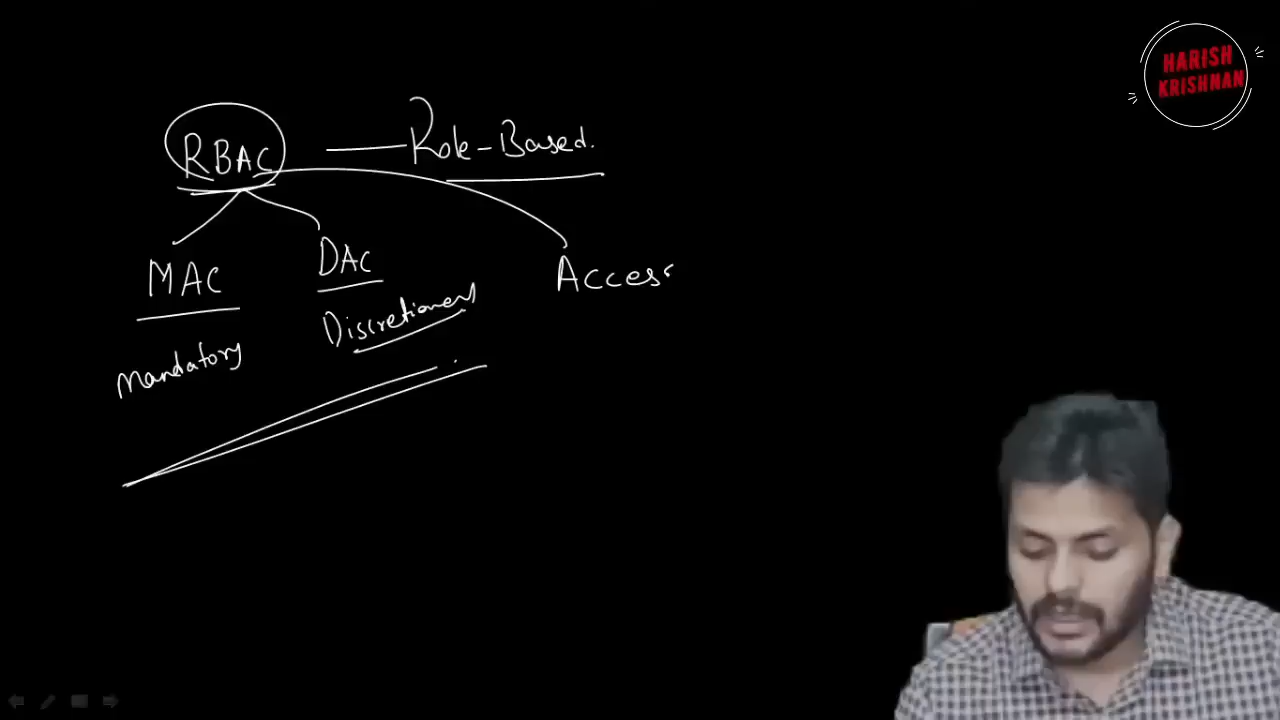 HARISH
KRISHNAN
RBAC — Role-Based.
MAC
DAC
Access
Discretionary
Mandatory